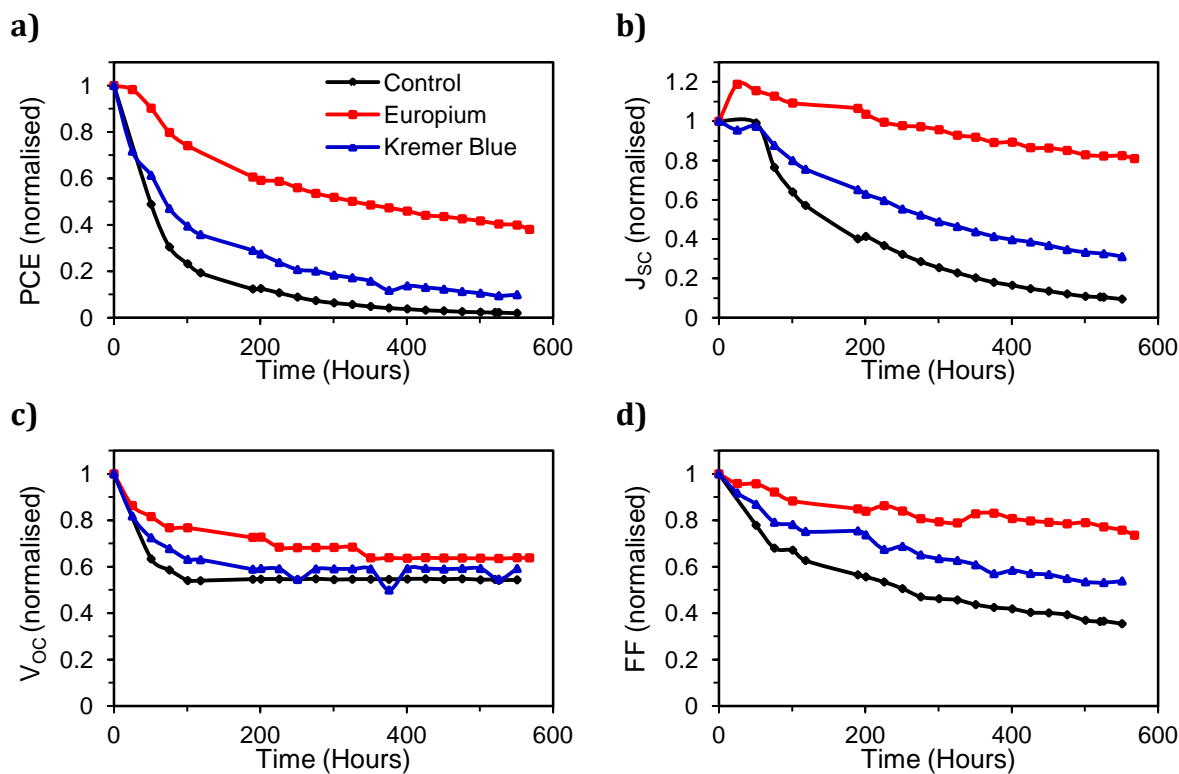 a)
PCE (normalised)
1
0.8
0.6
0.4
0.2
0
Control
Europium
Kremer Blue
0 200 400 600
Time (Hours)
b)
J_SC (normalised)
1.2
1
0.8
0.6
0.4
0.2
0
0 200 400 600
Time (Hours)
c)
V_OC (normalised)
1
0.8
0.6
0.4
0.2
0
0 200 400 600
Time (Hours)
d)
FF (normalised)
1
0.8
0.6
0.4
0.2
0
0 200 400 600
Time (Hours)